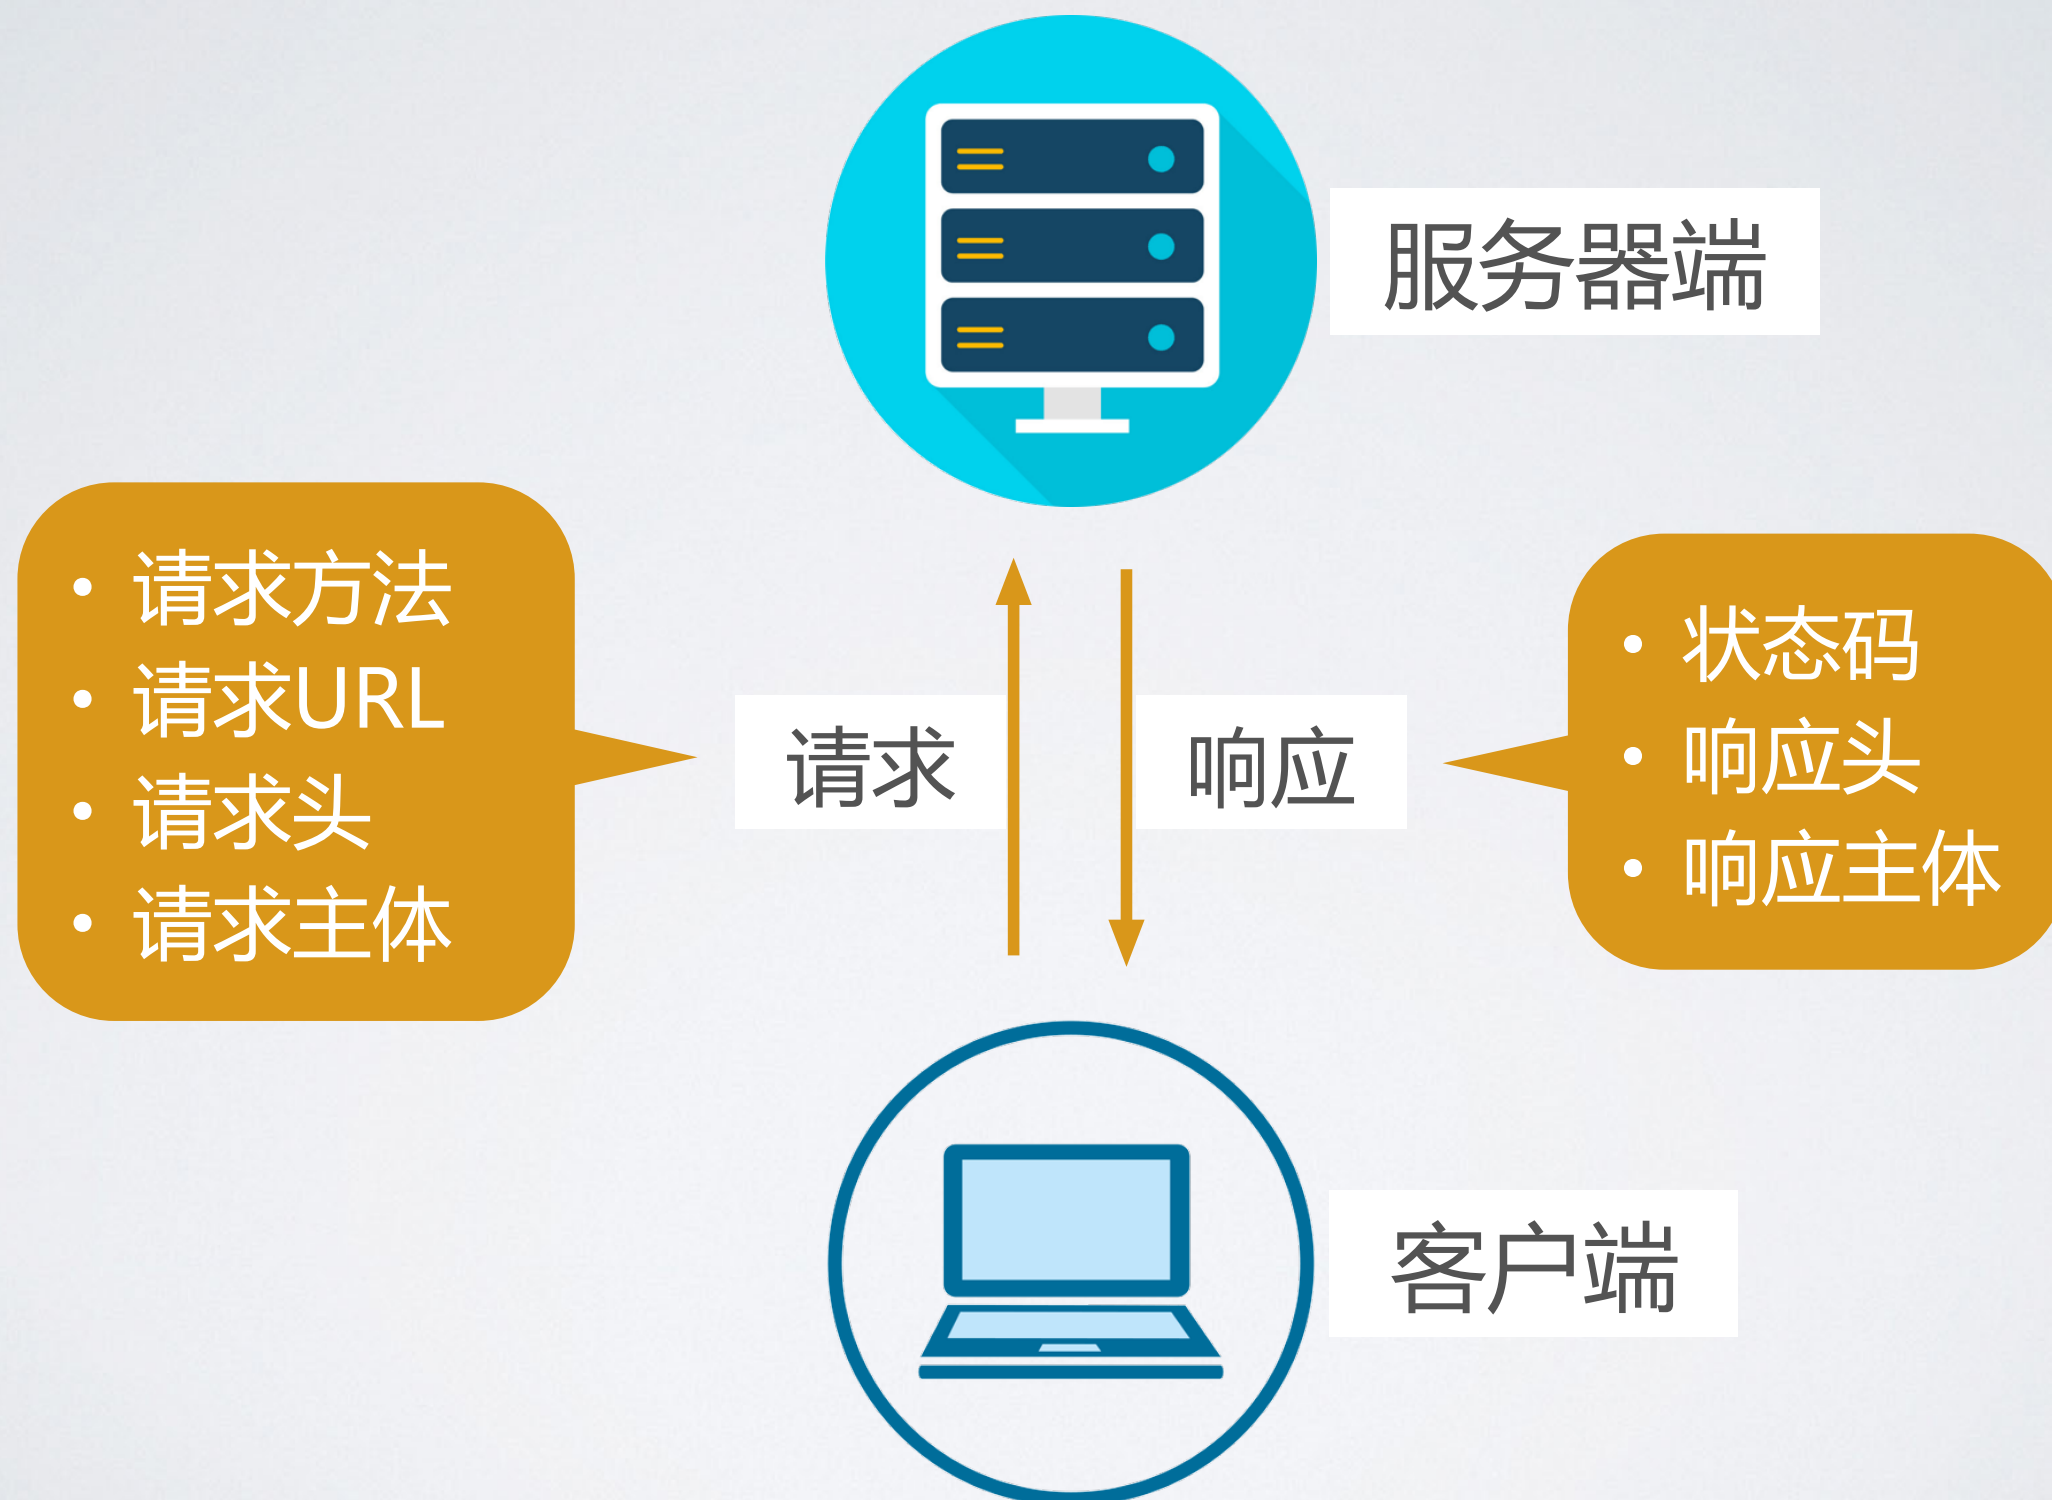 服务器端
• 请求方法
• 请求URL
• 请求头
• 请求主体
请求
响应
• 状态码
• 响应头
• 响应主体
客户端